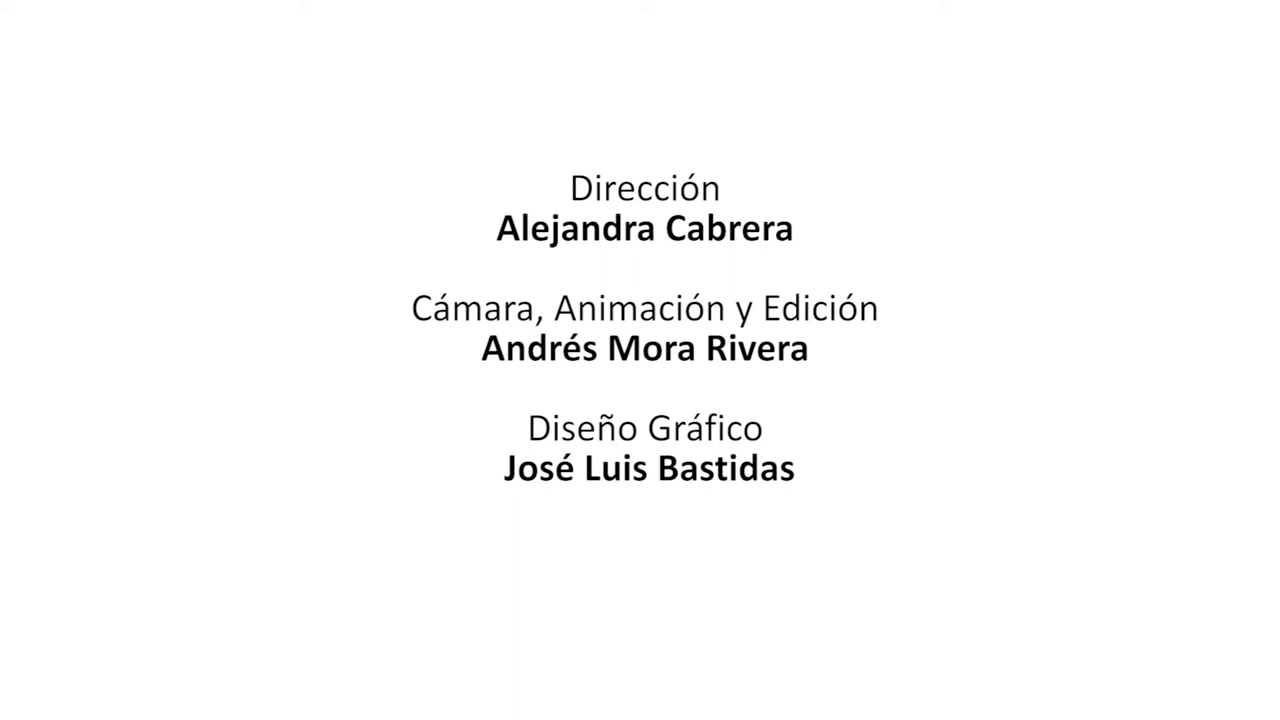 Dirección
Alejandra Cabrera
Cámara, Animación y Edición
Andrés Mora Rivera
Diseño Gráfico
José Luis Bastidas